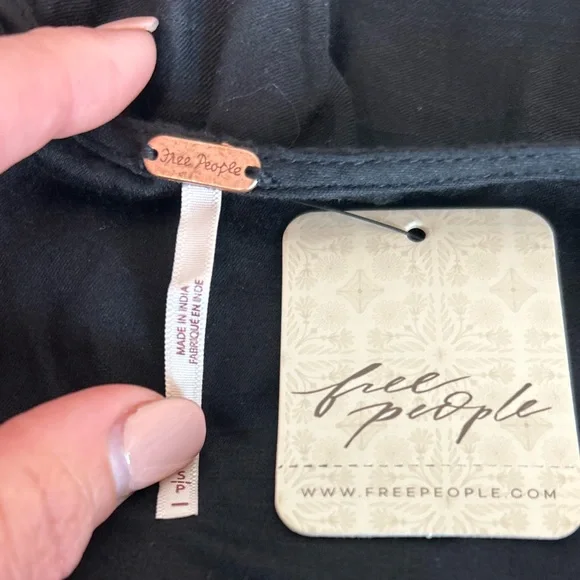 Free People
MADE IN INDIA
FABRIQUÉ EN INDE
S/P
free
people
WWW.FREEPEOPLE.COM